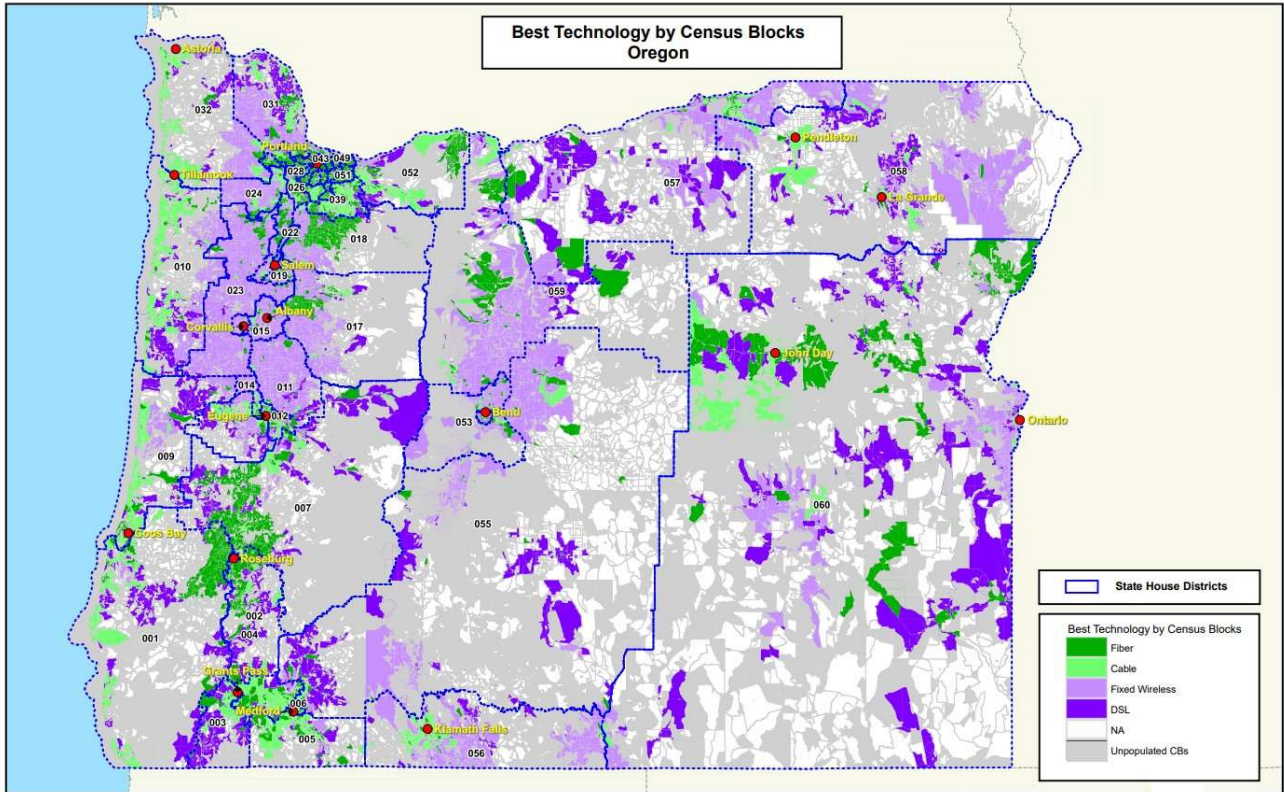 Best Technology by Census Blocks
Oregon
Astoria
032
031
Portland
043
049
028
051
026
052
Tillamook
024
039
Pendleton
057
058
La Grande
022
018
010
Salem
019
023
059
Albany
Corvallis
015
017
John Day
014
011
Eugene
012
053
Bend
Ontario
009
007
055
060
Coos Bay
Roseburg
002
001
004
Grants Pass
Medford
006
003
005
Klamath Falls
056
State House Districts
Best Technology by Census Blocks
Fiber
Cable
Fixed Wireless
DSL
NA
Unpopulated CBs